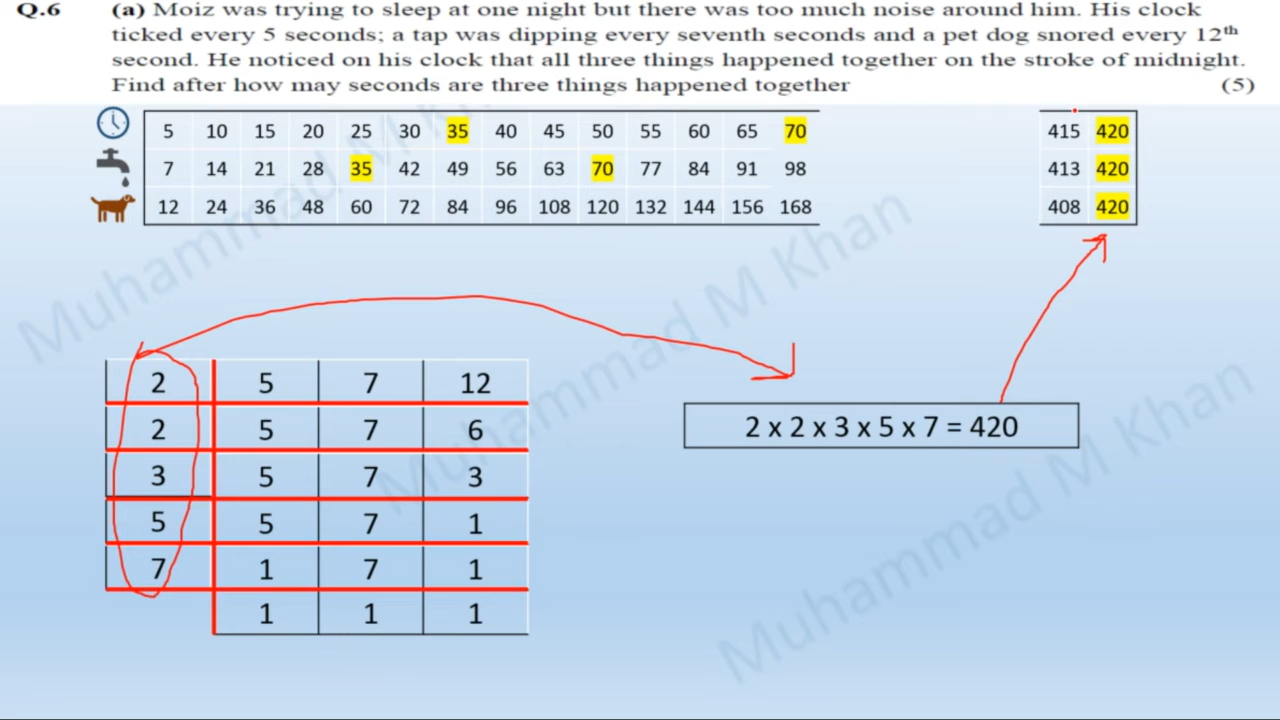 Q.6 (a) Moiz was trying to sleep at one night but there was too much noise around him. His clock
ticked every 5 seconds; a tap was dipping every seventh seconds and a pet dog snored every 12th
second. He noticed on his clock that all three things happened together on the stroke of midnight.
Find after how may seconds are three things happened together (5)
5 10 15 20 25 30 35 40 45 50 55 60 65 70 415 420
7 14 21 28 35 42 49 56 63 70 77 84 91 98 413 420
12 24 36 48 60 72 84 96 108 120 132 144 156 168 408 420
2 5 7 12
2 5 7 6
3 5 7 3
5 5 7 1
7 1 7 1
1 1 1
2 x 2 x 3 x 5 x 7 = 420
Muhammad M Khan
Muhammad M Khan
Muhammad M Khan